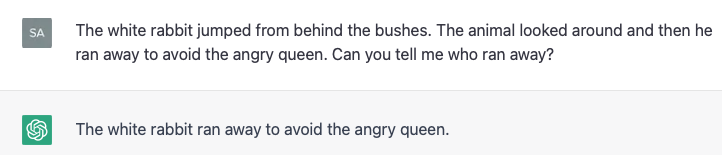 SA
The white rabbit jumped from behind the bushes. The animal looked around and then he
ran away to avoid the angry queen. Can you tell me who ran away?
The white rabbit ran away to avoid the angry queen.